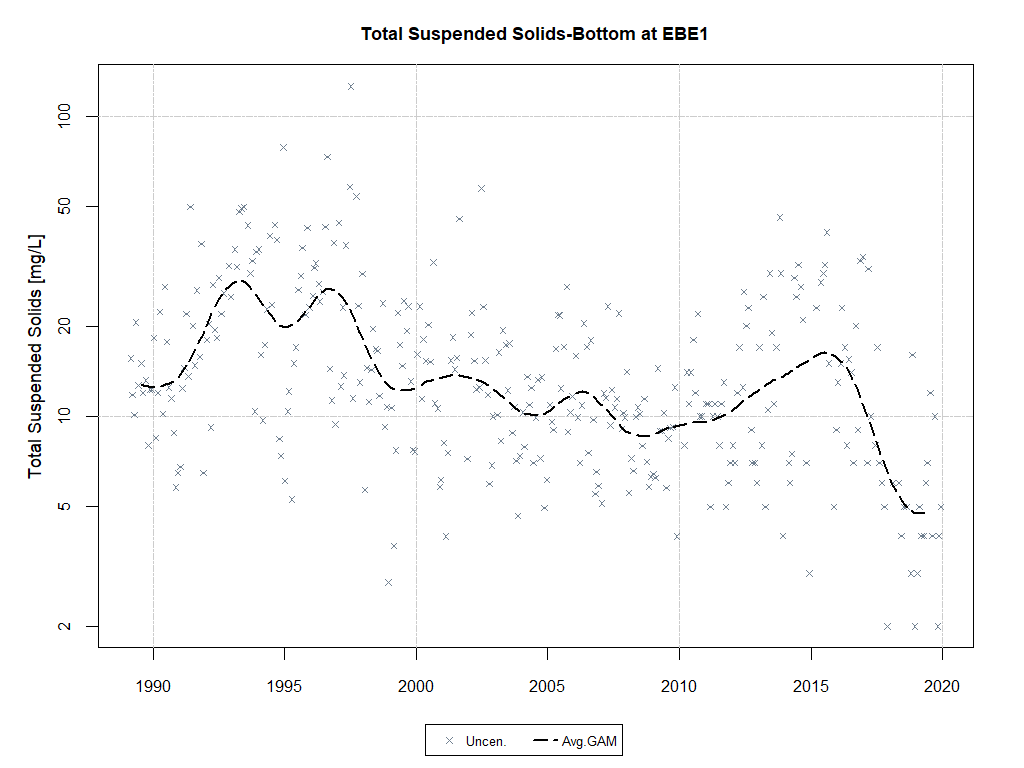 Total Suspended Solids-Bottom at EBE1
Total Suspended Solids [mg/L]
100
50
20
10
5
2
1990 1995 2000 2005 2010 2015 2020
Uncen. Avg.GAM